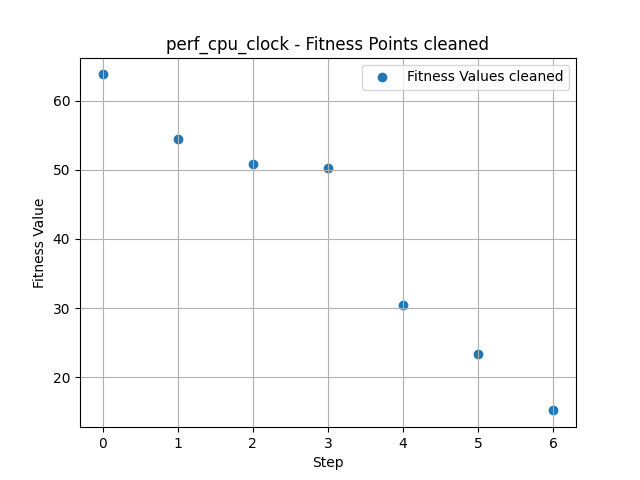 perf_cpu_clock - Fitness Points cleaned
Fitness Values cleaned
Fitness Value
60
50
40
30
20
0 1 2 3 4 5 6
Step